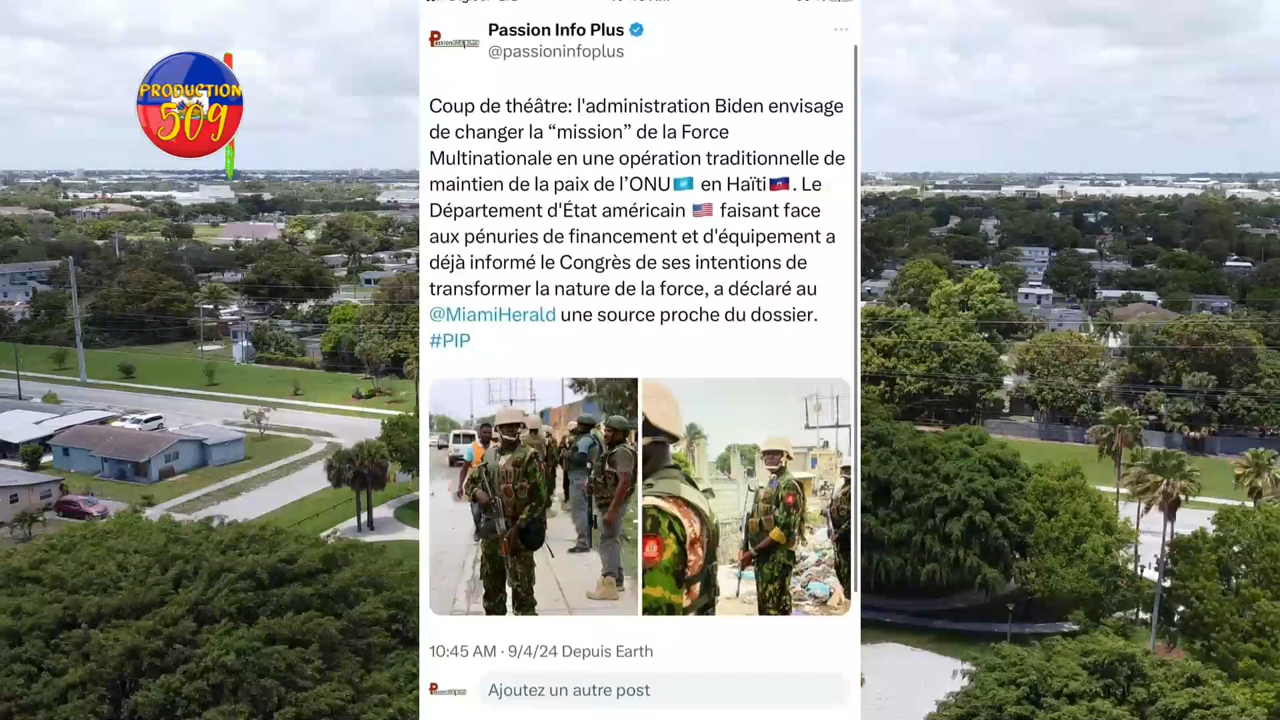 PRODUCTION
509
Passion Info Plus
@passioninfoplus
Coup de théâtre: l'administration Biden envisage
de changer la “mission” de la Force
Multinationale en une opération traditionnelle de
maintien de la paix de l’ONU🇺🇳 en Haïti🇭🇹. Le
Département d'État américain 🇺🇸 faisant face
aux pénuries de financement et d'équipement a
déjà informé le Congrès de ses intentions de
transformer la nature de la force, a déclaré au
@MiamiHerald une source proche du dossier.
#PIP
10:45 AM · 9/4/24 Depuis Earth
Ajoutez un autre post